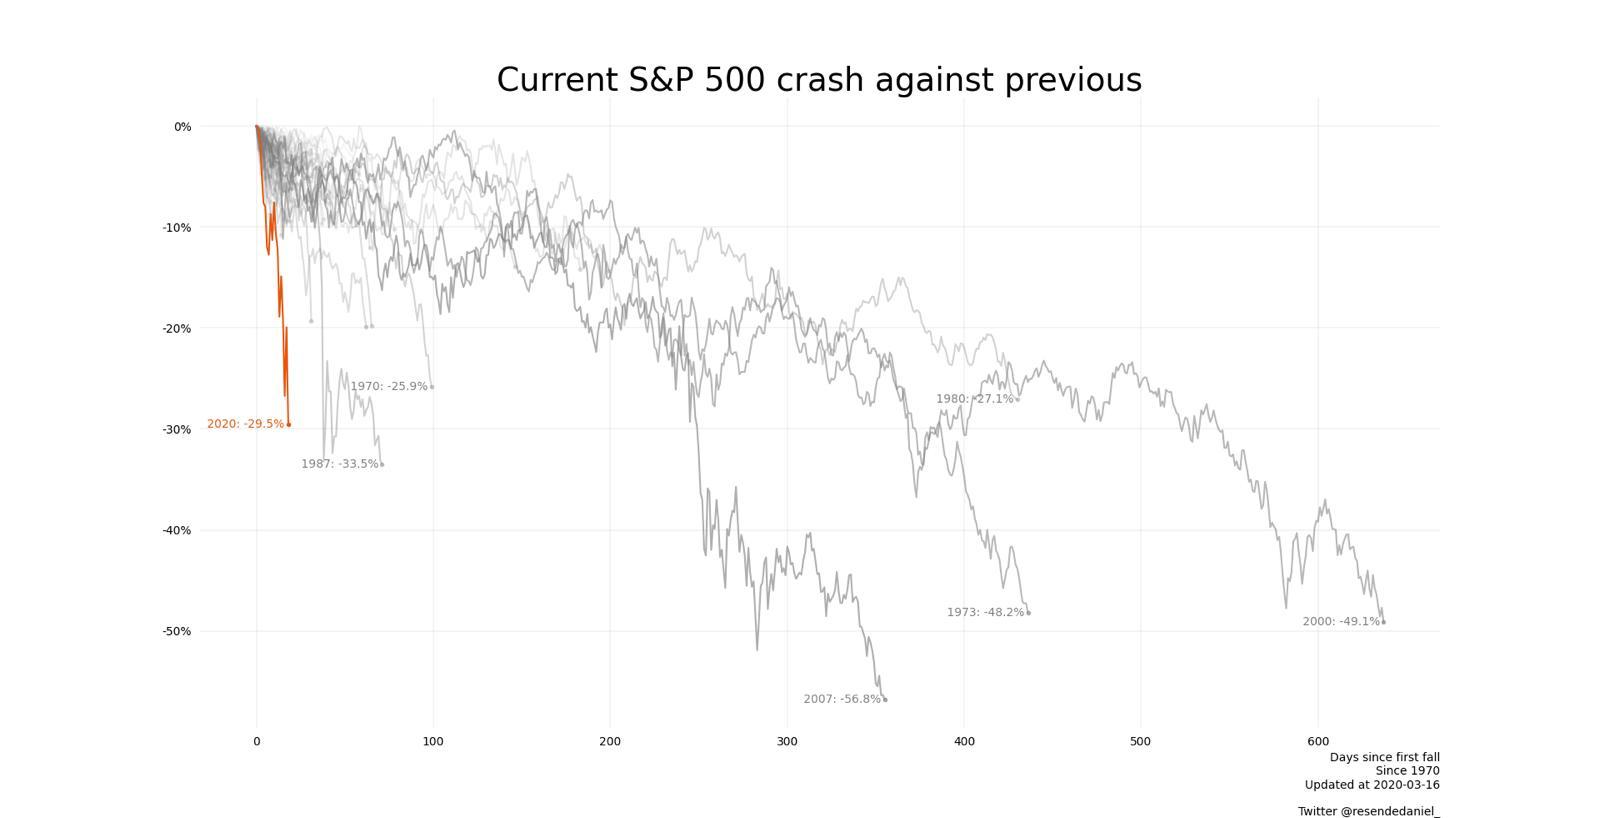 Current S&P 500 crash against previous
0%
-10%
-20%
-30%
-40%
-50%
1970: -25.9%
1980: -27.1%
2020: -29.5%
1987: -33.5%
1973: -48.2%
2000: -49.1%
2007: -56.8%
0 100 200 300 400 500 600
Days since first fall
Since 1970
Updated at 2020-03-16
Twitter @resendedaniel_